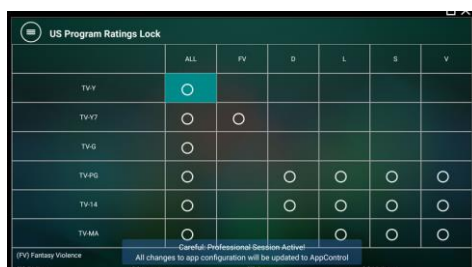 US Program Ratings Lock
ALL FV D L S V
TV-Y
TV-Y7
TV-G
TV-PG
TV-14
TV-MA
Careful: Professional Session Active!
(FV) Fantasy Violence All changes to app configuration will be updated to AppControl